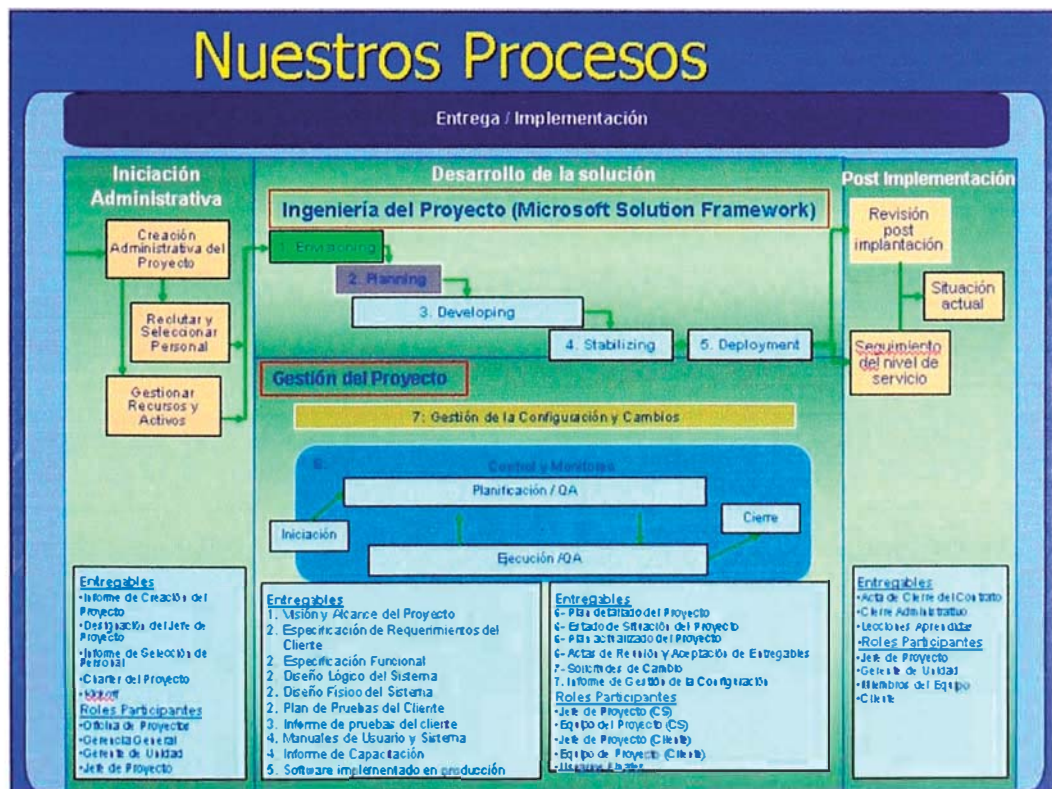 Nuestros Procesos
Entrega / Implementación
Iniciación
Administrativa
Creación
Administrativa del
Proyecto
Reclutar y
Seleccionar
Personal
Gestionar
Recursos y
Activos
Desarrollo de la solución
Ingeniería del Proyecto (Microsoft Solution Framework)
1. Envisioning
2. Planning
3. Developing
4. Stabilizing
5. Deployment
Gestión del Proyecto
7: Gestión de la Configuración y Cambios
6.
Control y Monitoreo
Planificación / QA
Iniciación
Cierre
Ejecución /QA
Post Implementación
Revisión
post
implantación
Situación
actual
Seguimiento
del nivel de
servicio
Entregables
•Informe de Creación del
Proyecto
•Designación del Jefe de
Proyecto
•Informe de Selección de
Personal
•Charter del Proyecto
•Kickoff
Roles Participantes
•Oficina de Proyectos
•Gerencia General
•Gerente de Unidad
•Jefe de Proyecto
Entregables
1. Visión y Alcance del Proyecto
2. Especificación de Requerimientos del
Cliente
2. Especificación Funcional
2. Diseño Lógico del Sistema
2. Diseño Físico del Sistema
2. Plan de Pruebas del Cliente
3. Informe de pruebas del cliente
4. Manuales de Usuario y Sistema
4. Informe de Capacitación
5. Software implementado en producción
Entregables
6- Plan detallado del Proyecto
6- Estado de Situación del Proyecto
6- Plan actualizado del Proyecto
6- Actas de Reunión y Aceptación de Entregables
7- Solicitudes de Cambio
7. Informe de Gestión de la Configuración
Roles Participantes
•Jefe de Proyecto (CS)
•Equipo del Proyecto (CS)
•Jefe de Proyecto (Cliente)
•Equipo de Proyecto (Cliente)
•Usuarios Finales
Entregables
•Acta de Cierre del Contrato
•Cierre Administrativo
•Lecciones Aprendidas
•Roles Participantes
•Jefe de Proyecto
•Gerente de Unidad
•Miembros del Equipo
•Cliente